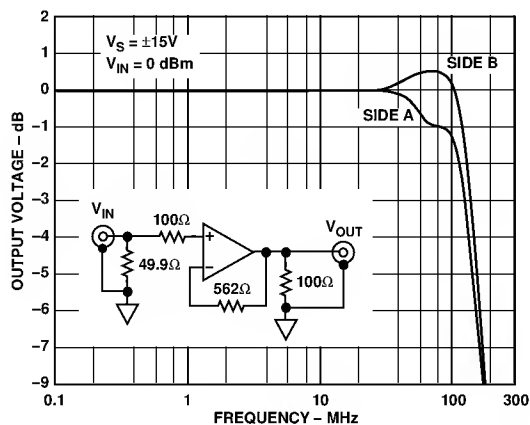 2
1
0
−1
−2
−3
−4
−5
−6
−7
−8
−9
OUTPUT VOLTAGE – dB
V_S = ±15V
V_IN = 0 dBm
SIDE B
SIDE A
V_IN
100Ω
49.9Ω
+
−
562Ω
V_OUT
100Ω
0.1
1
10
100
300
FREQUENCY – MHz